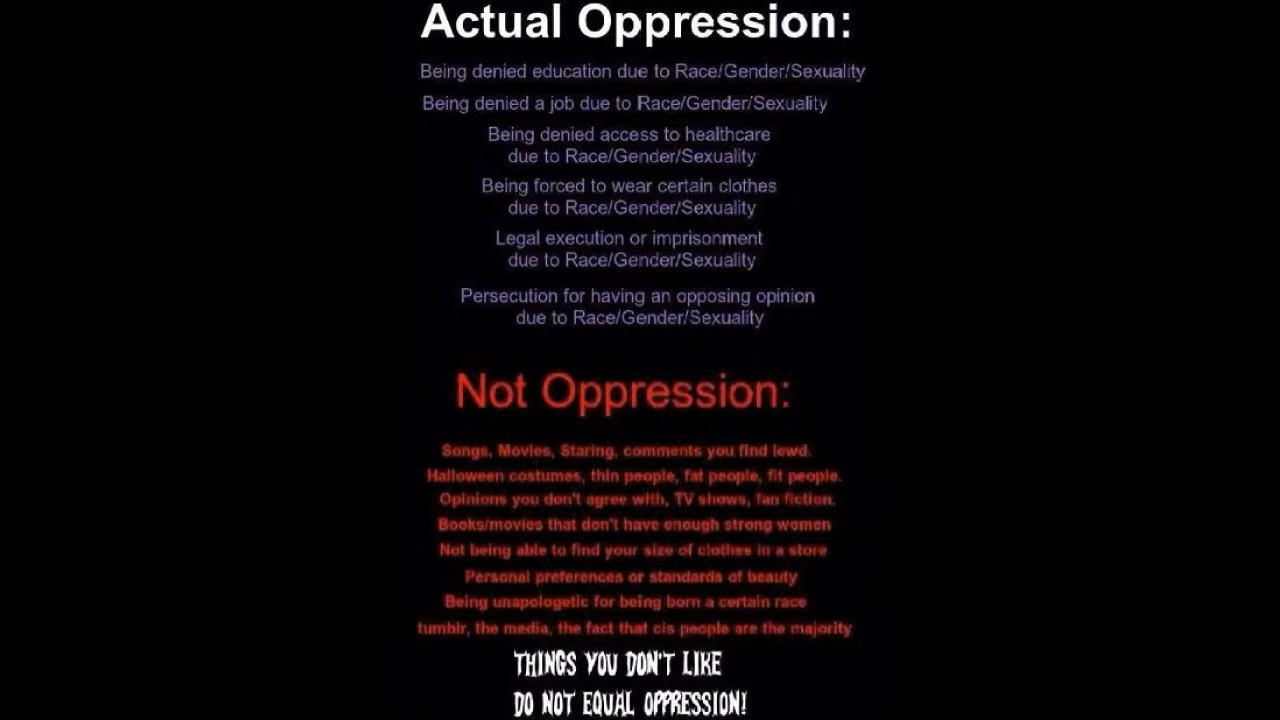 Actual Oppression:
Being denied education due to Race/Gender/Sexuality
Being denied a job due to Race/Gender/Sexuality
Being denied access to healthcare
due to Race/Gender/Sexuality
Being forced to wear certain clothes
due to Race/Gender/Sexuality
Legal execution or imprisonment
due to Race/Gender/Sexuality
Persecution for having an opposing opinion
due to Race/Gender/Sexuality
Not Oppression:
Songs, Movies, Staring, comments you find lewd.
Halloween costumes, thin people, fat people, fit people.
Opinions you don't agree with, TV shows, fan fiction.
Books/movies that don't have enough strong women
Not being able to find your size of clothes in a store
Personal preferences or standards of beauty
Being unapologetic for being born a certain race
tumblr, the media, the fact that cis people are the majority
THINGS YOU DON'T LIKE
DO NOT EQUAL OPPRESSION!